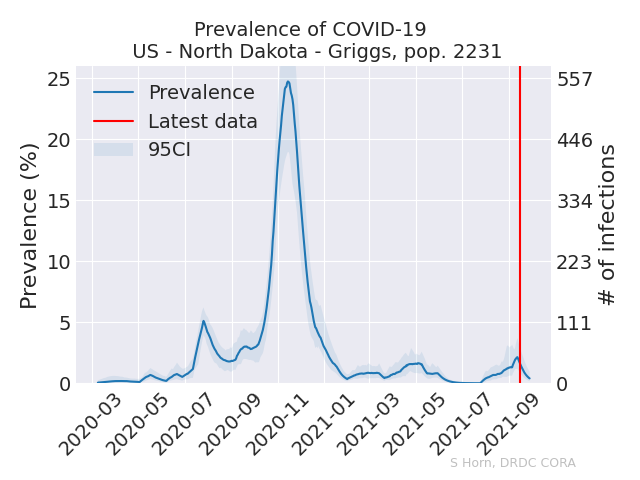 Prevalence of COVID-19
US - North Dakota - Griggs, pop. 2231
Prevalence
Latest data
95CI
Prevalence (%)
25
20
15
10
5
0
557
446
334
223
111
0
# of infections
2020-03
2020-05
2020-07
2020-09
2020-11
2021-01
2021-03
2021-05
2021-07
2021-09
S Horn, DRDC CORA